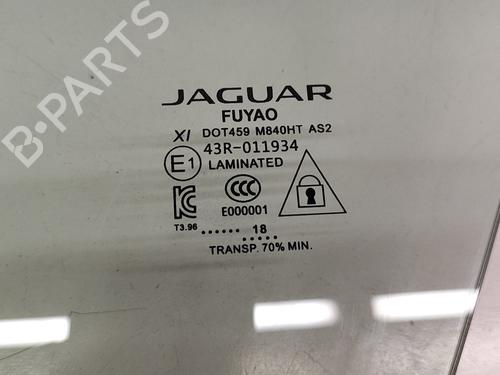 B-PARTS
JAGUAR
FUYAO
XI DOT459 M840HT AS2
E1 43R-011934
LAMINATED
CCC
T3.96 E000001
...... 18
.....
TRANSP. 70% MIN.